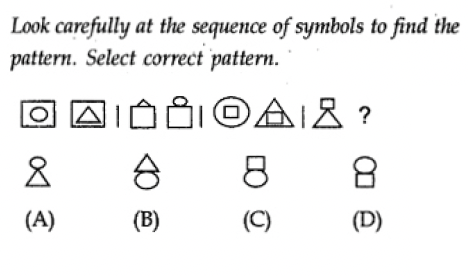 Look carefully at the sequence of symbols to find the
pattern. Select correct pattern.
?
(A) (B) (C) (D)